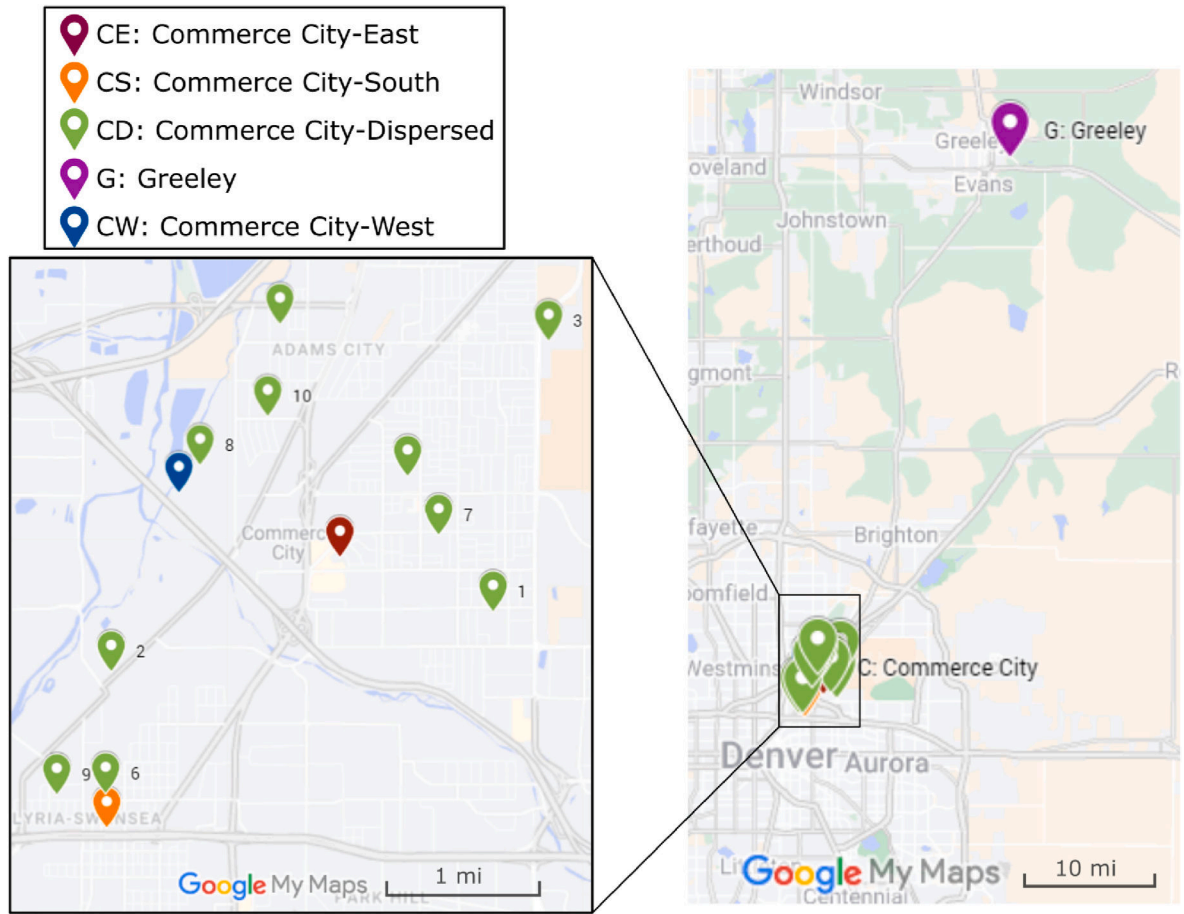 CE: Commerce City-East
CS: Commerce City-South
CD: Commerce City-Dispersed
G: Greeley
CW: Commerce City-West
3
ADAMS CITY
10
8
7
Commerc
City
1
2
9
6
LYRIA-SWANSEA
Google My Maps
1 mi
PARK HILL
Windsor
Greeley
G: Greeley
oveland
Evans
Johnstown
erthoud
R
gmont
fayette
Brighton
oomfield
Westmins
C: Commerce City
Denver
Aurora
Google My Maps
10 mi
Centennial